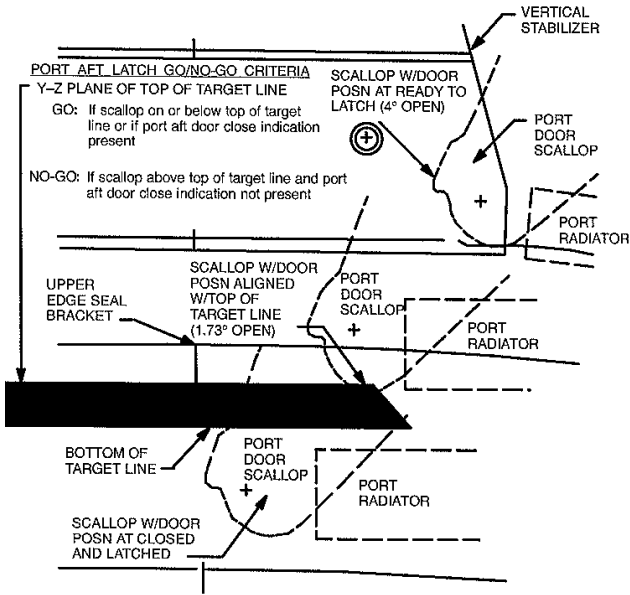 VERTICAL
STABILIZER
PORT AFT LATCH GO/NO-GO CRITERIA
Y–Z PLANE OF TOP OF TARGET LINE
GO: If scallop on or below top of target
line or if port aft door close indication
present
NO-GO: If scallop above top of target line and port
aft door close indication not present
SCALLOP W/DOOR
POSN AT READY TO
LATCH (4° OPEN)
PORT
DOOR
SCALLOP
PORT
RADIATOR
SCALLOP W/DOOR
POSN ALIGNED
W/TOP OF
TARGET LINE
(1.73° OPEN)
PORT
DOOR
SCALLOP
UPPER
EDGE SEAL
BRACKET
PORT
RADIATOR
BOTTOM OF
TARGET LINE
PORT
DOOR
SCALLOP
PORT
RADIATOR
SCALLOP W/DOOR
POSN AT CLOSED
AND LATCHED